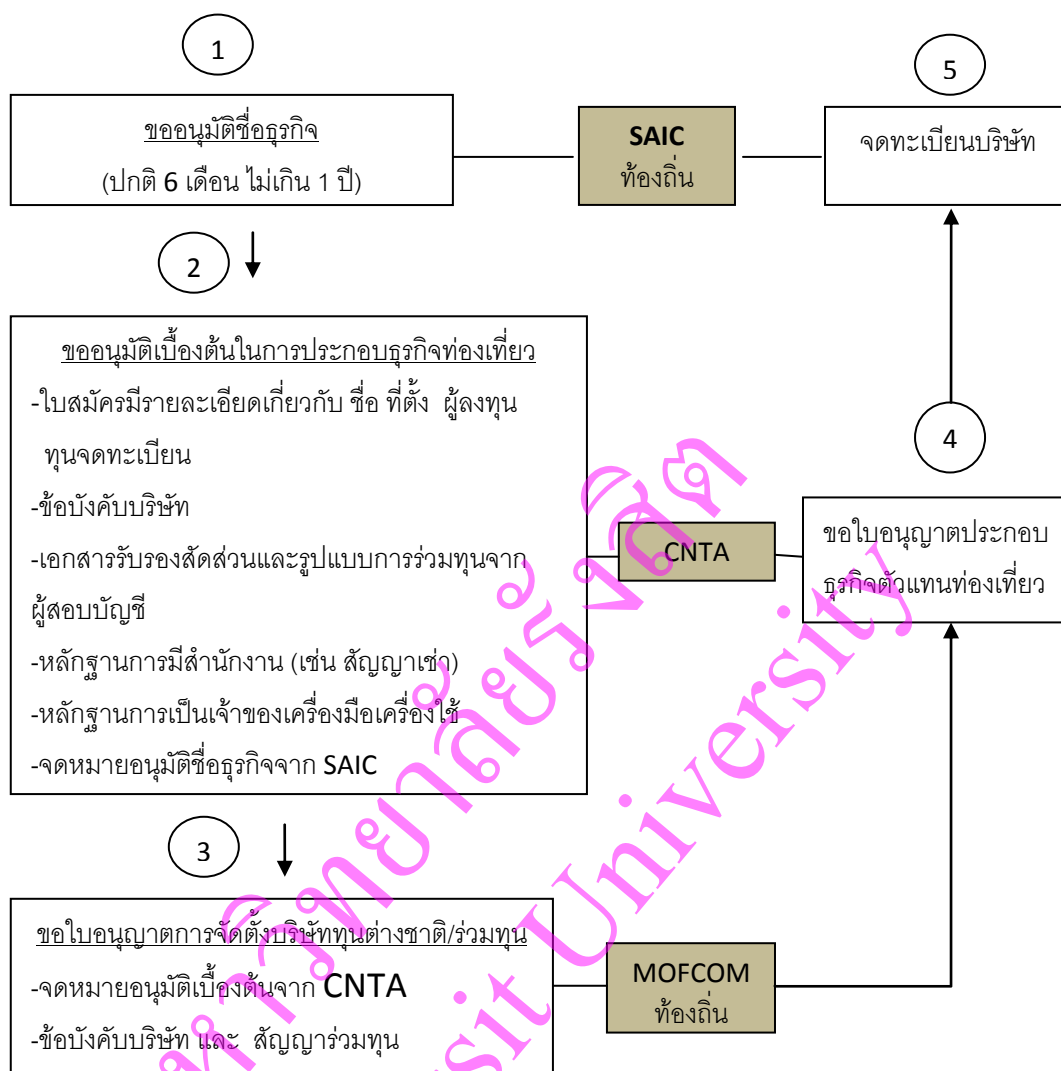 1
ขออนุมัติชื่อธุรกิจ
(ปกติ 6 เดือน ไม่เกิน 1 ปี)
SAIC
ท้องถิ่น
5
จดทะเบียนบริษัท
2
ขออนุมัติเบื้องต้นในการประกอบธุรกิจท่องเที่ยว
-ใบสมัครมีรายละเอียดเกี่ยวกับ ชื่อ ที่ตั้ง ผู้ลงทุน
ทุนจดทะเบียน
-ข้อบังคับบริษัท
-เอกสารรับรองสัดส่วนและรูปแบบการร่วมทุนจาก
ผู้สอบบัญชี
-หลักฐานการมีสำนักงาน (เช่น สัญญาเช่า)
-หลักฐานการเป็นเจ้าของเครื่องมือเครื่องใช้
-จดหมายอนุมัติชื่อธุรกิจจาก SAIC
CNTA
4
ขอใบอนุญาตประกอบ
ธุรกิจตัวแทนท่องเที่ยว
3
ขอใบอนุญาตการจัดตั้งบริษัททุนต่างชาติ/ร่วมทุน
-จดหมายอนุมัติเบื้องต้นจาก CNTA
-ข้อบังคับบริษัท และ สัญญาร่วมทุน
MOFCOM
ท้องถิ่น
มหาวิทยาลัยรังสิต
Rangsit University